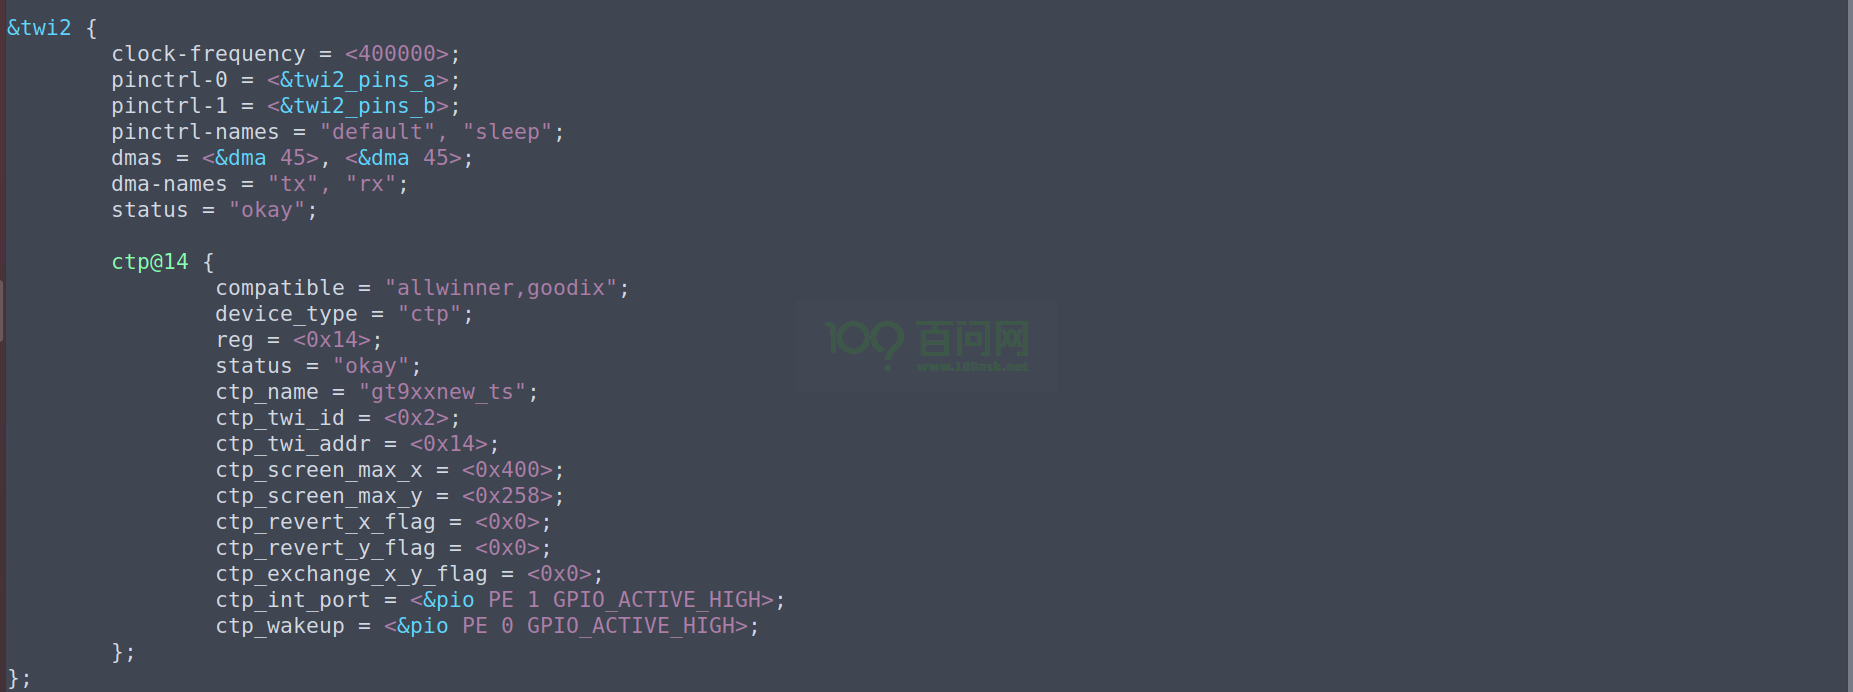 &twi2 {
clock-frequency = <400000>;
pinctrl-0 = <&twi2_pins_a>;
pinctrl-1 = <&twi2_pins_b>;
pinctrl-names = "default", "sleep";
dmas = <&dma 45>, <&dma 45>;
dma-names = "tx", "rx";
status = "okay";
ctp@14 {
compatible = "allwinner,goodix";
device_type = "ctp";
reg = <0x14>;
status = "okay";
ctp_name = "gt9xxnew_ts";
ctp_twi_id = <0x2>;
ctp_twi_addr = <0x14>;
ctp_screen_max_x = <0x400>;
ctp_screen_max_y = <0x258>;
ctp_revert_x_flag = <0x0>;
ctp_revert_y_flag = <0x0>;
ctp_exchange_x_y_flag = <0x0>;
ctp_int_port = <&pio PE 1 GPIO_ACTIVE_HIGH>;
ctp_wakeup = <&pio PE 0 GPIO_ACTIVE_HIGH>;
};
};
100? 百问网
www.100ask.net